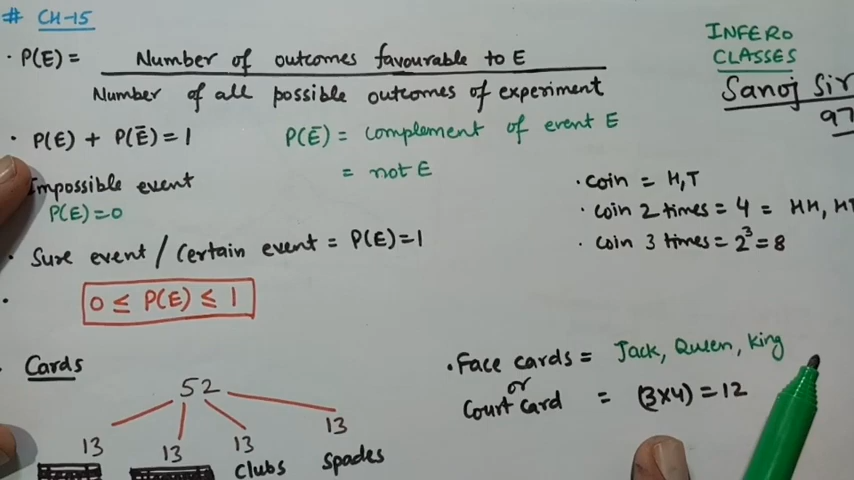 # CH-15
INFERO
CLASSES
Sanoj Sir
97
· P(E) = Number of outcomes favourable to E
Number of all possible outcomes of experiment
· P(E) + P(Ē) = 1
P(Ē) = complement of event E
= not E
Impossible event
P(E)=0
· Sure event / Certain event = P(E)=1
· 0 ≤ P(E) ≤ 1
· coin = H,T
· coin 2 times = 4 = HH, HT
· coin 3 times = 2³ = 8
· Cards
52
13 13 13 13
clubs spades
· Face cards = Jack, Queen, King
or
Court card = (3x4) = 12